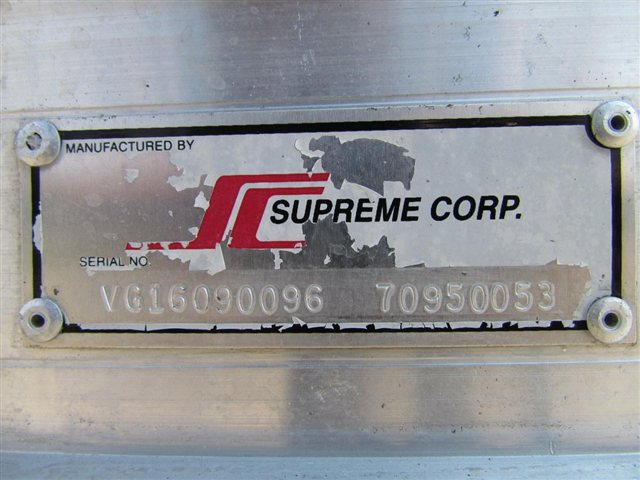 MANUFACTURED BY
SUPREME CORP.
SERIAL NO.
VG16090096 70950053